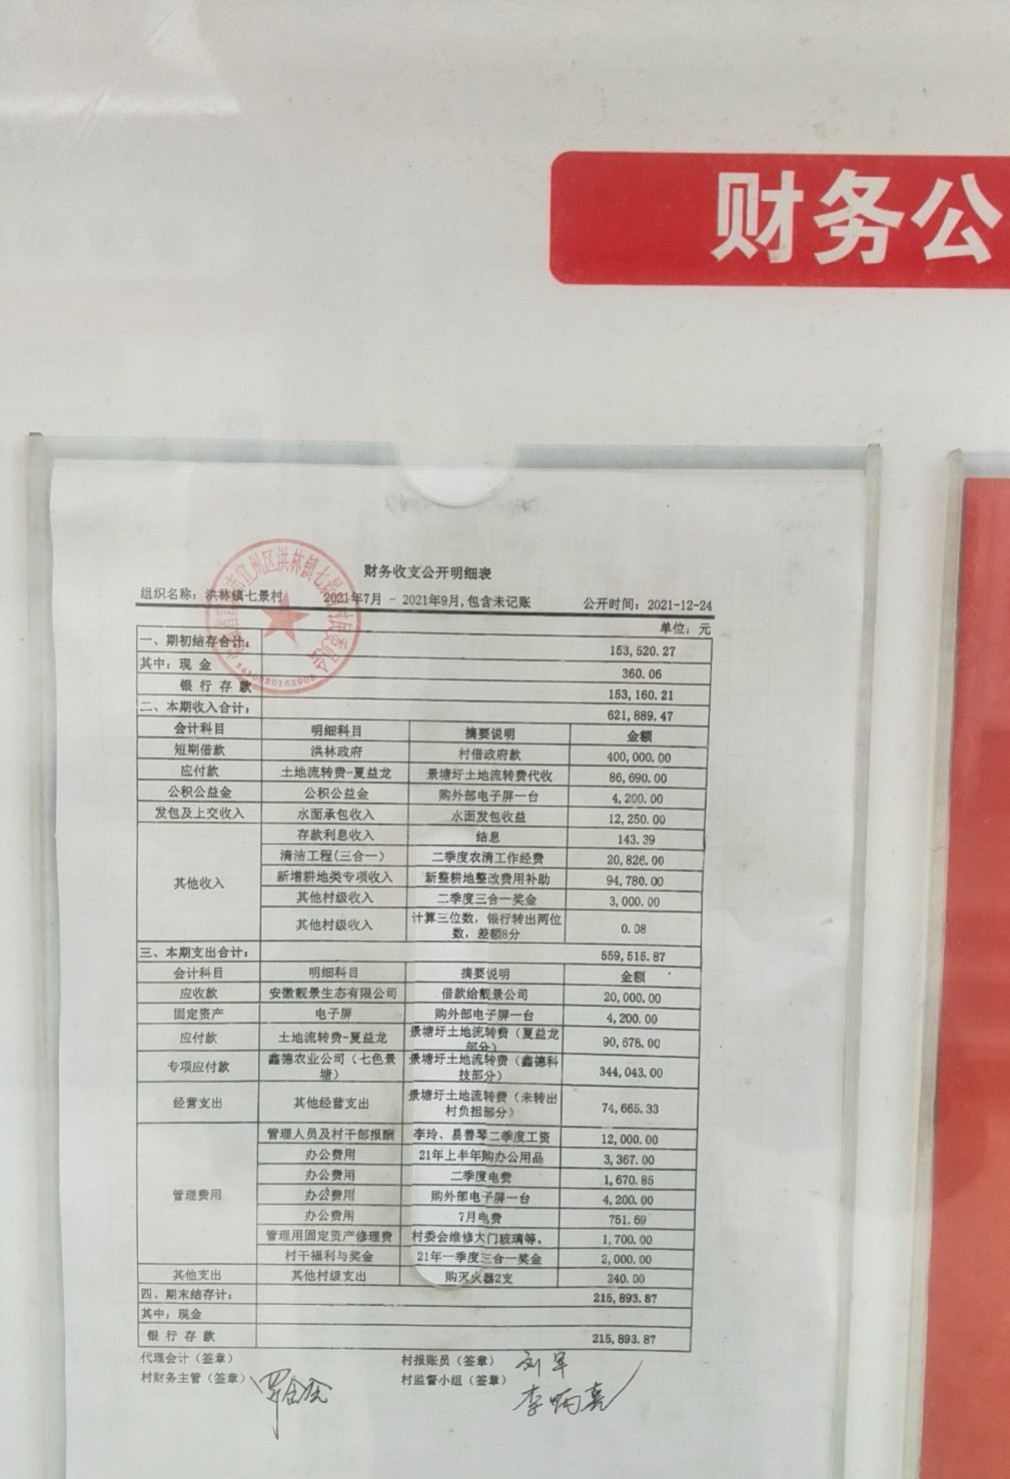 财务公
财务收支公开明细表
组织名称：洪林镇七景村 2021年7月 - 2021年9月,包含未记账 公开时间：2021-12-24
单位：元
一、期初结存合计： 153,520.27
其中：现 金 360.06
银 行 存 款 153,160.21
二、本期收入合计： 621,889.47
会计科目 明细科目 摘要说明 金额
短期借款 洪林政府 村借政府款 400,000.00
应付款 土地流转费-夏益龙 景塘圩土地流转费代收 86,690.00
公积公益金 公积公益金 购外部电子屏一台 4,200.00
发包及上交收入 水面承包收入 水面发包收益 12,250.00
其他收入 存款利息收入 结息 143.39
清洁工程(三合一） 二季度农清工作经费 20,826.00
新增耕地类专项收入 新整耕地整改费用补助 94,780.00
其他村级收入 二季度三合一奖金 3,000.00
其他村级收入 计算三位数，银行转出两位数，差额8分 0.08
三、本期支出合计： 559,515.87
会计科目 明细科目 摘要说明 金额
应收款 安徽靓景生态有限公司 借款给靓景公司 20,000.00
固定资产 电子屏 购外部电子屏一台 4,200.00
应付款 土地流转费-夏益龙 景塘圩土地流转费（夏益龙部分） 90,678.00
专项应付款 鑫德农业公司（七色景塘） 景塘圩土地流转费（鑫德科技部分） 344,043.00
经营支出 其他经营支出 景塘圩土地流转费（未转出村负担部分） 74,665.33
管理费用 管理人员及村干部报酬 李玲、易普琴二季度工资 12,000.00
办公费用 21年上半年购办公用品 3,367.00
办公费用 二季度电费 1,670.85
办公费用 购外部电子屏一台 4,200.00
办公费用 7月电费 751.69
管理用固定资产修理费 村委会维修大门玻璃等。 1,700.00
村干福利与奖金 21年一季度三合一奖金 2,000.00
其他支出 其他村级支出 购灭火器2支 240.00
四、期末结存计： 215,893.87
其中：现金
银 行 存 款 215,893.87
代理会计（签章） 村报账员（签章） 刘军
村财务主管（签章） 村监督小组（签章） 李炳喜